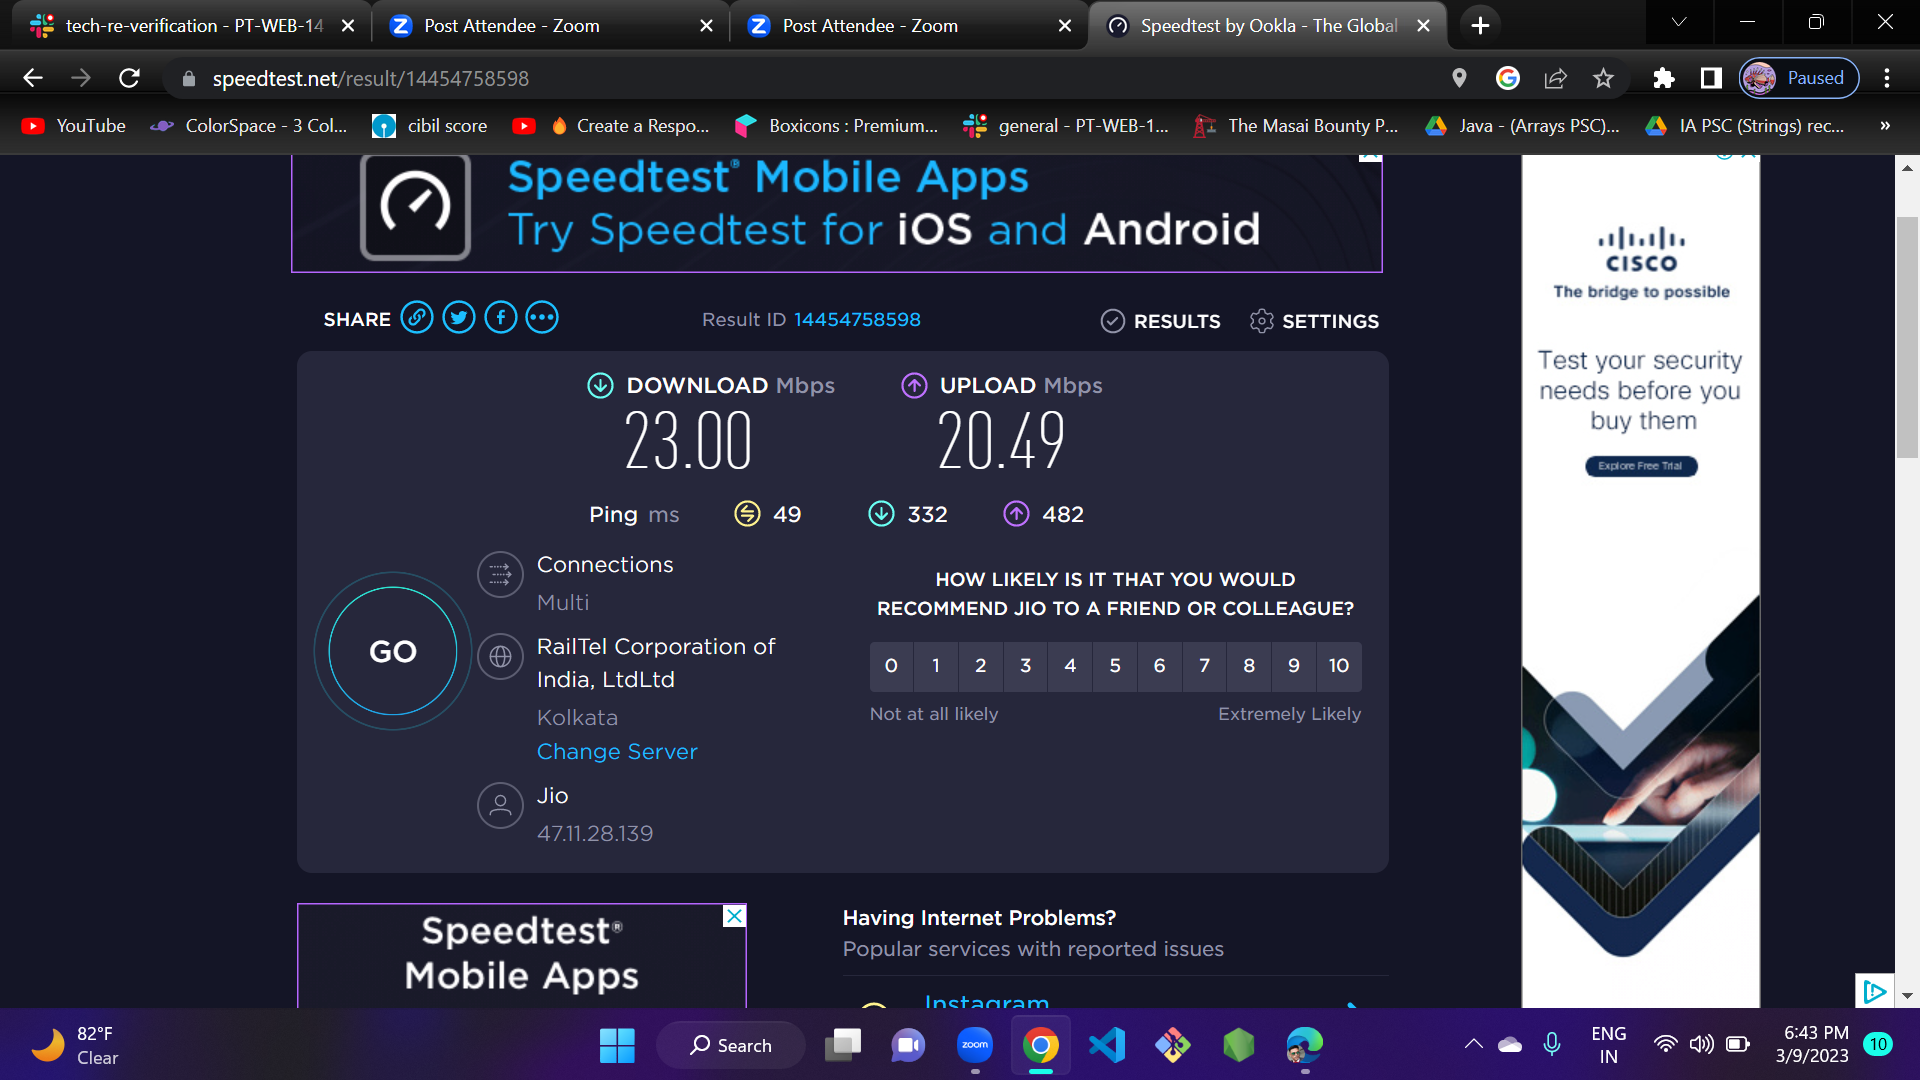 tech-re-verification - PT-WEB-14
Post Attendee - Zoom
Post Attendee - Zoom
Speedtest by Ookla - The Global
speedtest.net/result/14454758598
Paused
YouTube
ColorSpace - 3 Col...
cibil score
Create a Respo...
Boxicons : Premium...
general - PT-WEB-1...
The Masai Bounty P...
Java - (Arrays PSC)...
IA PSC (Strings) rec...
»
Speedtest® Mobile Apps
Try Speedtest for iOS and Android
SHARE
Result ID 14454758598
RESULTS
SETTINGS
DOWNLOAD Mbps
23.00
UPLOAD Mbps
20.49
Ping ms
49
332
482
Connections
Multi
RailTel Corporation of
India, LtdLtd
Kolkata
Change Server
Jio
47.11.28.139
GO
HOW LIKELY IS IT THAT YOU WOULD
RECOMMEND JIO TO A FRIEND OR COLLEAGUE?
0 1 2 3 4 5 6 7 8 9 10
Not at all likely
Extremely Likely
Speedtest®
Mobile Apps
Having Internet Problems?
Popular services with reported issues
Instagram
CISCO
The bridge to possible
Test your security
needs before you
buy them
Explore Free Trial
82°F
Clear
Search
zoom
ENG
IN
6:43 PM
3/9/2023
10